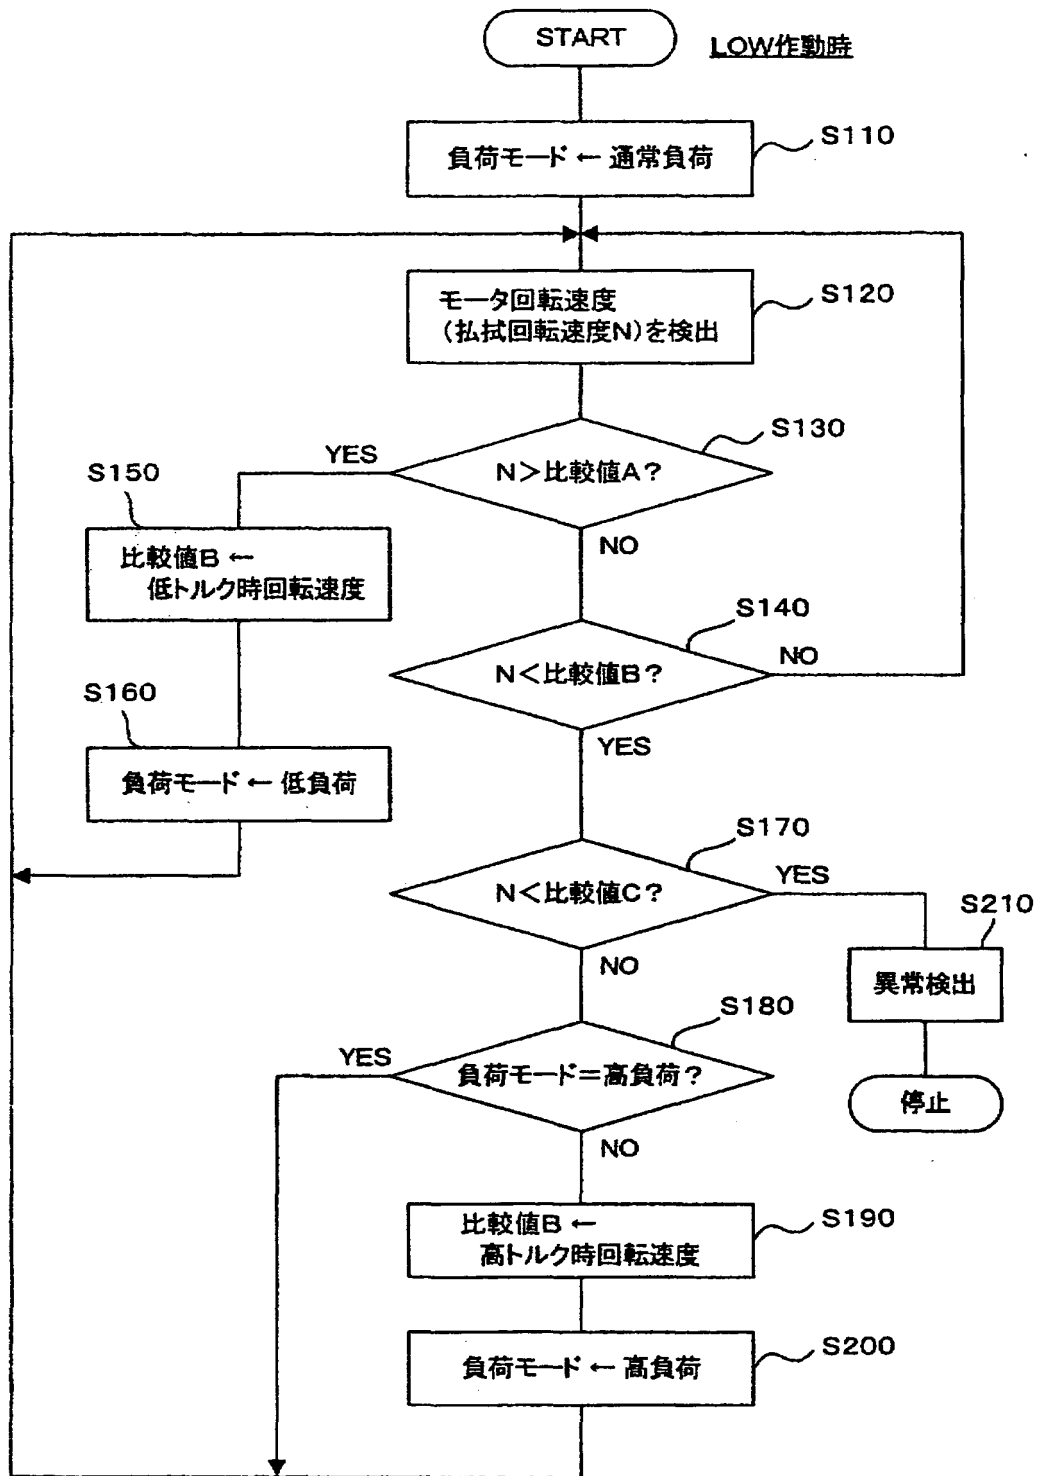 START
LOW作動時
負荷モード ← 通常負荷
S110
モータ回転速度
(払拭回転速度N)を検出
S120
N>比較値A?
S130
YES
NO
S150
比較値B ←
低トルク時回転速度
S140
N<比較値B?
NO
YES
S160
負荷モード ← 低負荷
S170
N<比較値C?
YES
NO
S210
異常検出
停止
S180
負荷モード=高負荷?
YES
NO
比較値B ←
高トルク時回転速度
S190
負荷モード ← 高負荷
S200